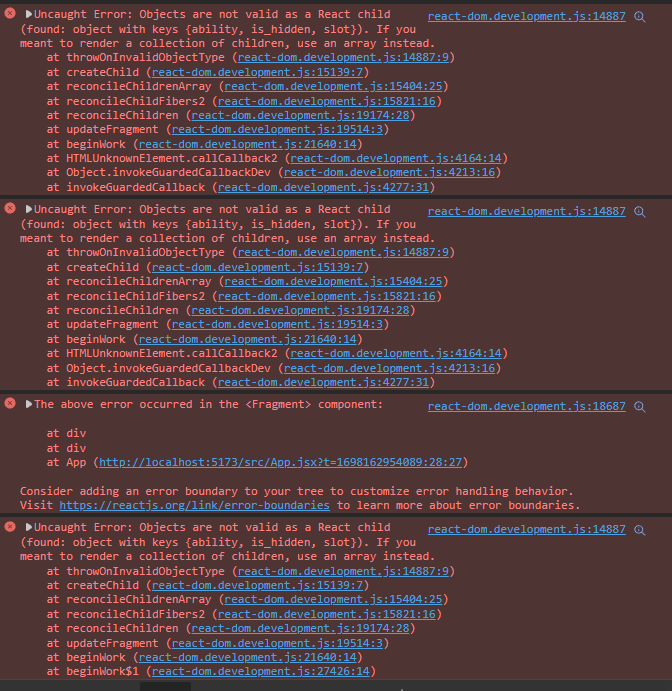 Uncaught Error: Objects are not valid as a React child react-dom.development.js:14887
(found: object with keys {ability, is_hidden, slot}). If you
meant to render a collection of children, use an array instead.
at throwOnInvalidObjectType (react-dom.development.js:14887:9)
at createChild (react-dom.development.js:15139:7)
at reconcileChildrenArray (react-dom.development.js:15404:25)
at reconcileChildFibers2 (react-dom.development.js:15821:16)
at reconcileChildren (react-dom.development.js:19174:28)
at updateFragment (react-dom.development.js:19514:3)
at beginWork (react-dom.development.js:21640:14)
at HTMLUnknownElement.callCallback2 (react-dom.development.js:4164:14)
at Object.invokeGuardedCallbackDev (react-dom.development.js:4213:16)
at invokeGuardedCallback (react-dom.development.js:4277:31)
Uncaught Error: Objects are not valid as a React child react-dom.development.js:14887
(found: object with keys {ability, is_hidden, slot}). If you
meant to render a collection of children, use an array instead.
at throwOnInvalidObjectType (react-dom.development.js:14887:9)
at createChild (react-dom.development.js:15139:7)
at reconcileChildrenArray (react-dom.development.js:15404:25)
at reconcileChildFibers2 (react-dom.development.js:15821:16)
at reconcileChildren (react-dom.development.js:19174:28)
at updateFragment (react-dom.development.js:19514:3)
at beginWork (react-dom.development.js:21640:14)
at HTMLUnknownElement.callCallback2 (react-dom.development.js:4164:14)
at Object.invokeGuardedCallbackDev (react-dom.development.js:4213:16)
at invokeGuardedCallback (react-dom.development.js:4277:31)
The above error occurred in the <Fragment> component: react-dom.development.js:18687
at div
at div
at App (http://localhost:5173/src/App.jsx?t=1698162954089:28:27)
Consider adding an error boundary to your tree to customize error handling behavior.
Visit https://reactjs.org/link/error-boundaries to learn more about error boundaries.
Uncaught Error: Objects are not valid as a React child react-dom.development.js:14887
(found: object with keys {ability, is_hidden, slot}). If you
meant to render a collection of children, use an array instead.
at throwOnInvalidObjectType (react-dom.development.js:14887:9)
at createChild (react-dom.development.js:15139:7)
at reconcileChildrenArray (react-dom.development.js:15404:25)
at reconcileChildFibers2 (react-dom.development.js:15821:16)
at reconcileChildren (react-dom.development.js:19174:28)
at updateFragment (react-dom.development.js:19514:3)
at beginWork (react-dom.development.js:21640:14)
at beginWork$1 (react-dom.development.js:27426:14)